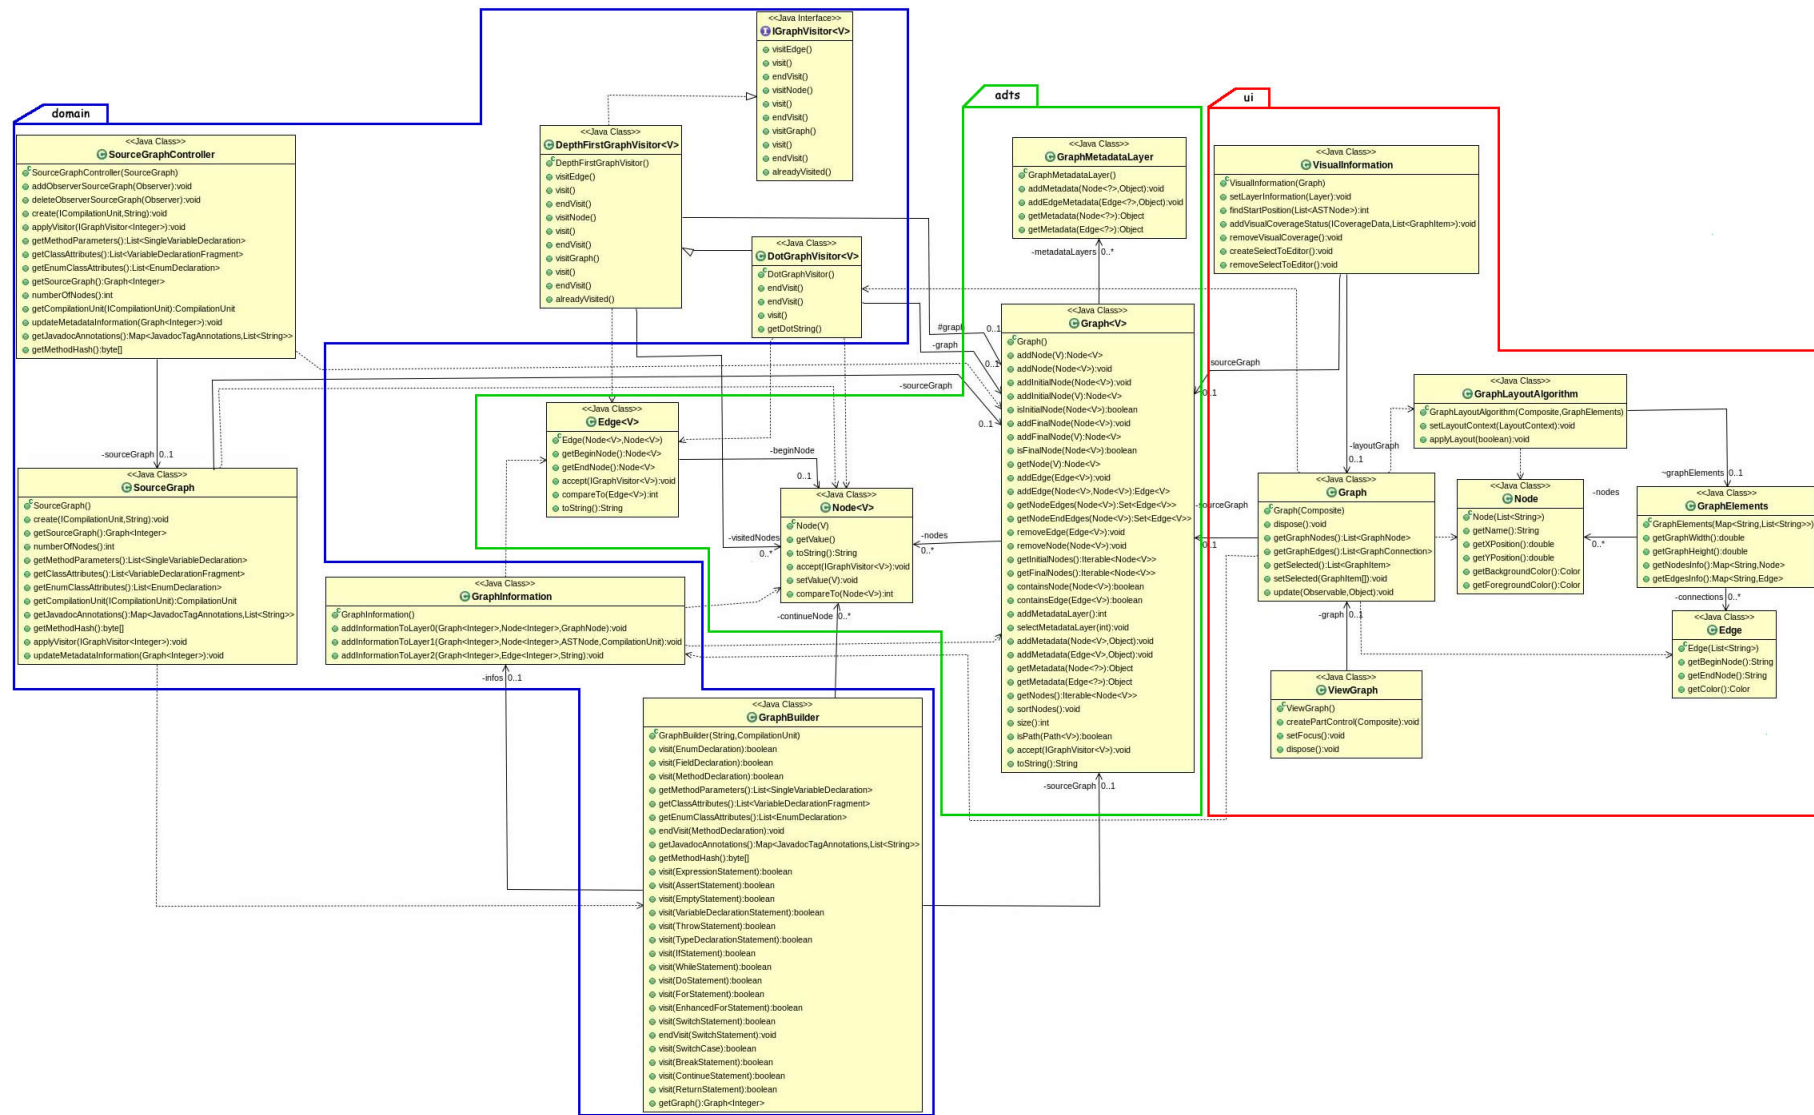 domain
<<Java Class>>
SourceGraphController
SourceGraphController(SourceGraph)
addObserverSourceGraph(Observer):void
deleteObserverSourceGraph(Observer):void
create(ICompilationUnit,String):void
applyVisitor(IGraphVisitor<Integer>):void
getMethodParameters():List<SingleVariableDeclaration>
getClassAttributes():List<VariableDeclarationFragment>
getEnumClassAttributes():List<EnumDeclaration>
getSourceGraph():Graph<Integer>
numberOfNodes():int
getCompilationUnit(ICompilationUnit):CompilationUnit
updateMetadataInformation(Graph<Integer>):void
getJavadocAnnotations():Map<JavadocTagAnnotations,List<String>>
getMethodHash():byte[]
-sourceGraph 0..1
<<Java Class>>
SourceGraph
SourceGraph()
create(ICompilationUnit,String):void
getSourceGraph():Graph<Integer>
numberOfNodes():int
getMethodParameters():List<SingleVariableDeclaration>
getClassAttributes():List<VariableDeclarationFragment>
getEnumClassAttributes():List<EnumDeclaration>
getCompilationUnit(ICompilationUnit):CompilationUnit
getJavadocAnnotations():Map<JavadocTagAnnotations,List<String>>
getMethodHash():byte[]
applyVisitor(IGraphVisitor<Integer>):void
updateMetadataInformation(Graph<Integer>):void
<<Java Interface>>
IGraphVisitor<V>
visitEdge()
visit()
endVisit()
visitNode()
visit()
endVisit()
visitGraph()
visit()
endVisit()
alreadyVisited()
<<Java Class>>
DepthFirstGraphVisitor<V>
DepthFirstGraphVisitor()
visitEdge()
visit()
endVisit()
visitNode()
visit()
endVisit()
visitGraph()
visit()
endVisit()
alreadyVisited()
<<Java Class>>
DotGraphVisitor<V>
DotGraphVisitor()
endVisit()
endVisit()
visit()
getDotString()
#graph 0..1
-graph 0..1
-sourceGraph
0..1
<<Java Class>>
Edge<V>
Edge(Node<V>,Node<V>)
getBeginNode():Node<V>
getEndNode():Node<V>
accept(IGraphVisitor<V>):void
compareTo(Edge<V>):int
toString():String
-beginNode
0..1
<<Java Class>>
Node<V>
Node(V)
getValue()
toString():String
accept(IGraphVisitor<V>):void
setValue(V):void
compareTo(Node<V>):int
-visitedNodes
0..*
-nodes
0..*
-continueNode 0..*
<<Java Class>>
GraphInformation
GraphInformation()
addInformationToLayer0(Graph<Integer>,Node<Integer>,GraphNode):void
addInformationToLayer1(Graph<Integer>,Node<Integer>,ASTNode,CompilationUnit):void
addInformationToLayer2(Graph<Integer>,Edge<Integer>,String):void
-infos 0..1
<<Java Class>>
GraphBuilder
GraphBuilder(String,CompilationUnit)
visit(EnumDeclaration):boolean
visit(FieldDeclaration):boolean
visit(MethodDeclaration):boolean
getMethodParameters():List<SingleVariableDeclaration>
getClassAttributes():List<VariableDeclarationFragment>
getEnumClassAttributes():List<EnumDeclaration>
endVisit(MethodDeclaration):void
getJavadocAnnotations():Map<JavadocTagAnnotations,List<String>>
getMethodHash():byte[]
visit(ExpressionStatement):boolean
visit(AssertStatement):boolean
visit(EmptyStatement):boolean
visit(VariableDeclarationStatement):boolean
visit(ThrowStatement):boolean
visit(TypeDeclarationStatement):boolean
visit(IfStatement):boolean
visit(WhileStatement):boolean
visit(DoStatement):boolean
visit(ForStatement):boolean
visit(EnhancedForStatement):boolean
visit(SwitchStatement):boolean
endVisit(SwitchStatement):void
visit(SwitchCase):boolean
visit(BreakStatement):boolean
visit(ContinueStatement):boolean
visit(ReturnStatement):boolean
getGraph():Graph<Integer>
adts
<<Java Class>>
GraphMetadataLayer
GraphMetadataLayer()
addMetadata(Node<?>,Object):void
addEdgeMetadata(Edge<?>,Object):void
getMetadata(Node<?>):Object
getMetadata(Edge<?>):Object
-metadataLayers 0..*
<<Java Class>>
Graph<V>
Graph()
addNode(V):Node<V>
addNode(Node<V>):void
addInitialNode(Node<V>):void
addInitialNode(V):Node<V>
isInitialNode(Node<V>):boolean
addFinalNode(Node<V>):void
addFinalNode(V):Node<V>
isFinalNode(Node<V>):boolean
getNode(V):Node<V>
addEdge(Edge<V>):void
addEdge(Node<V>,Node<V>):Edge<V>
getNodeEdges(Node<V>):Set<Edge<V>>
getNodeEndEdges(Node<V>):Set<Edge<V>>
removeEdge(Edge<V>):void
removeNode(Node<V>):void
getInitialNodes():Iterable<Node<V>>
getFinalNodes():Iterable<Node<V>>
containsNode(Node<V>):boolean
containsEdge(Edge<V>):boolean
addMetadataLayer():int
selectMetadataLayer(int):void
addMetadata(Node<V>,Object):void
addMetadata(Edge<V>,Object):void
getMetadata(Node<?>):Object
getMetadata(Edge<?>):Object
getNodes():Iterable<Node<V>>
sortNodes():void
size():int
isPath(Path<V>):boolean
accept(IGraphVisitor<V>):void
toString():String
-sourceGraph 0..1
ui
<<Java Class>>
VisualInformation
VisualInformation(Graph)
setLayerInformation(Layer):void
findStartPosition(List<ASTNode>):int
addVisualCoverageStatus(ICoverageData,List<GraphItem>):void
removeVisualCoverage():void
createSelectToEditor():void
removeSelectToEditor():void
sourceGraph
0..1
-layoutGraph
0..1
<<Java Class>>
GraphLayoutAlgorithm
GraphLayoutAlgorithm(Composite,GraphElements)
setLayoutContext(LayoutContext):void
applyLayout(boolean):void
~graphElements 0..1
<<Java Class>>
Graph
Graph(Composite)
dispose():void
getGraphNodes():List<GraphNode>
getGraphEdges():List<GraphConnection>
getSelected():List<GraphItem>
setSelected(GraphItem[]):void
update(Observable,Object):void
-sourceGraph
0..1
-graph 0..1
<<Java Class>>
Node
Node(List<String>)
getName():String
getXPosition():double
getYPosition():double
getBackgroundColor():Color
getForegroundColor():Color
-nodes
0..*
<<Java Class>>
GraphElements
GraphElements(Map<String,List<String>>)
getGraphWidth():double
getGraphHeight():double
getNodesInfo():Map<String,Node>
getEdgesInfo():Map<String,Edge>
-connections 0..*
<<Java Class>>
Edge
Edge(List<String>)
getBeginNode():String
getEndNode():String
getColor():Color
<<Java Class>>
ViewGraph
ViewGraph()
createPartControl(Composite):void
setFocus():void
dispose():void